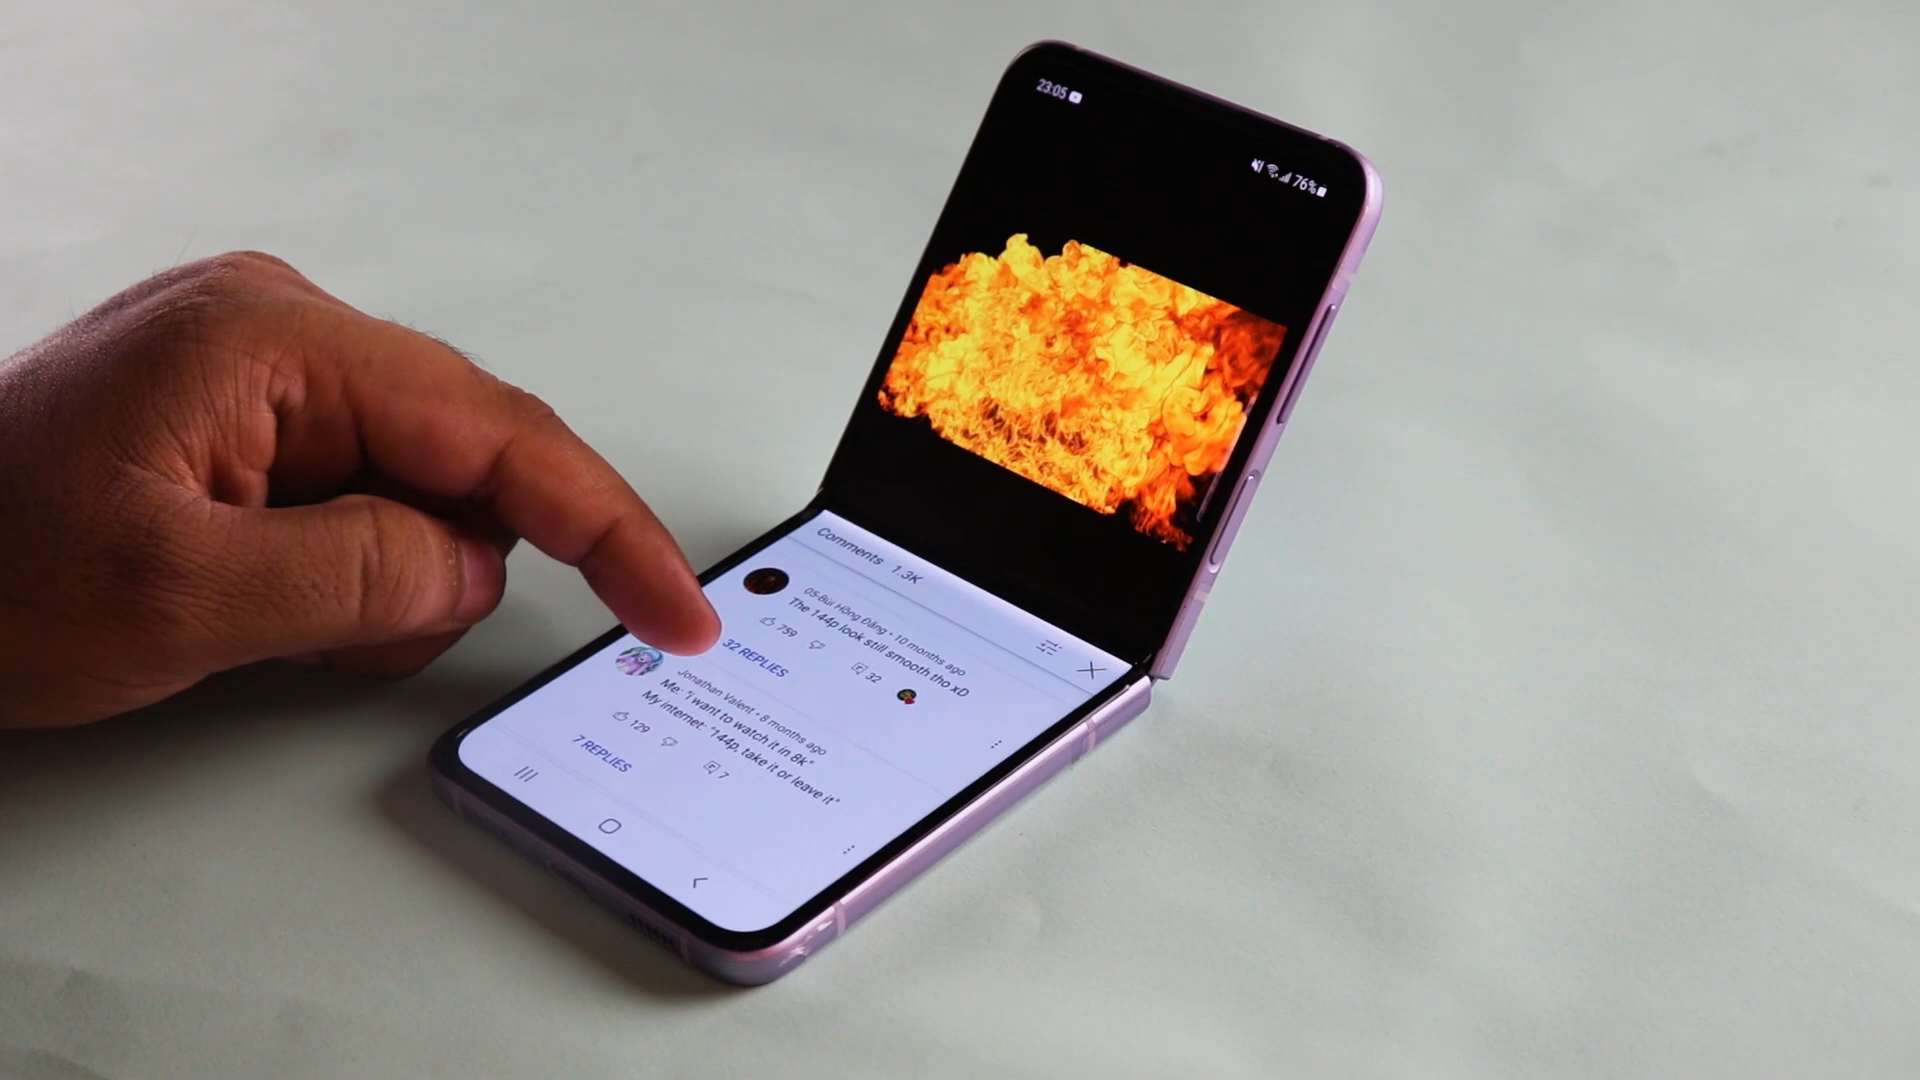 23:05
76%
Comments 1.3K
05-Bùi Hồng Đăng • 10 months ago
The 144p look still smooth tho xD
759
32
32 REPLIES
Jonathan Valent • 8 months ago
Me: "i want to watch it in 8k"
My internet: "144p, take it or leave it"
129
7
7 REPLIES